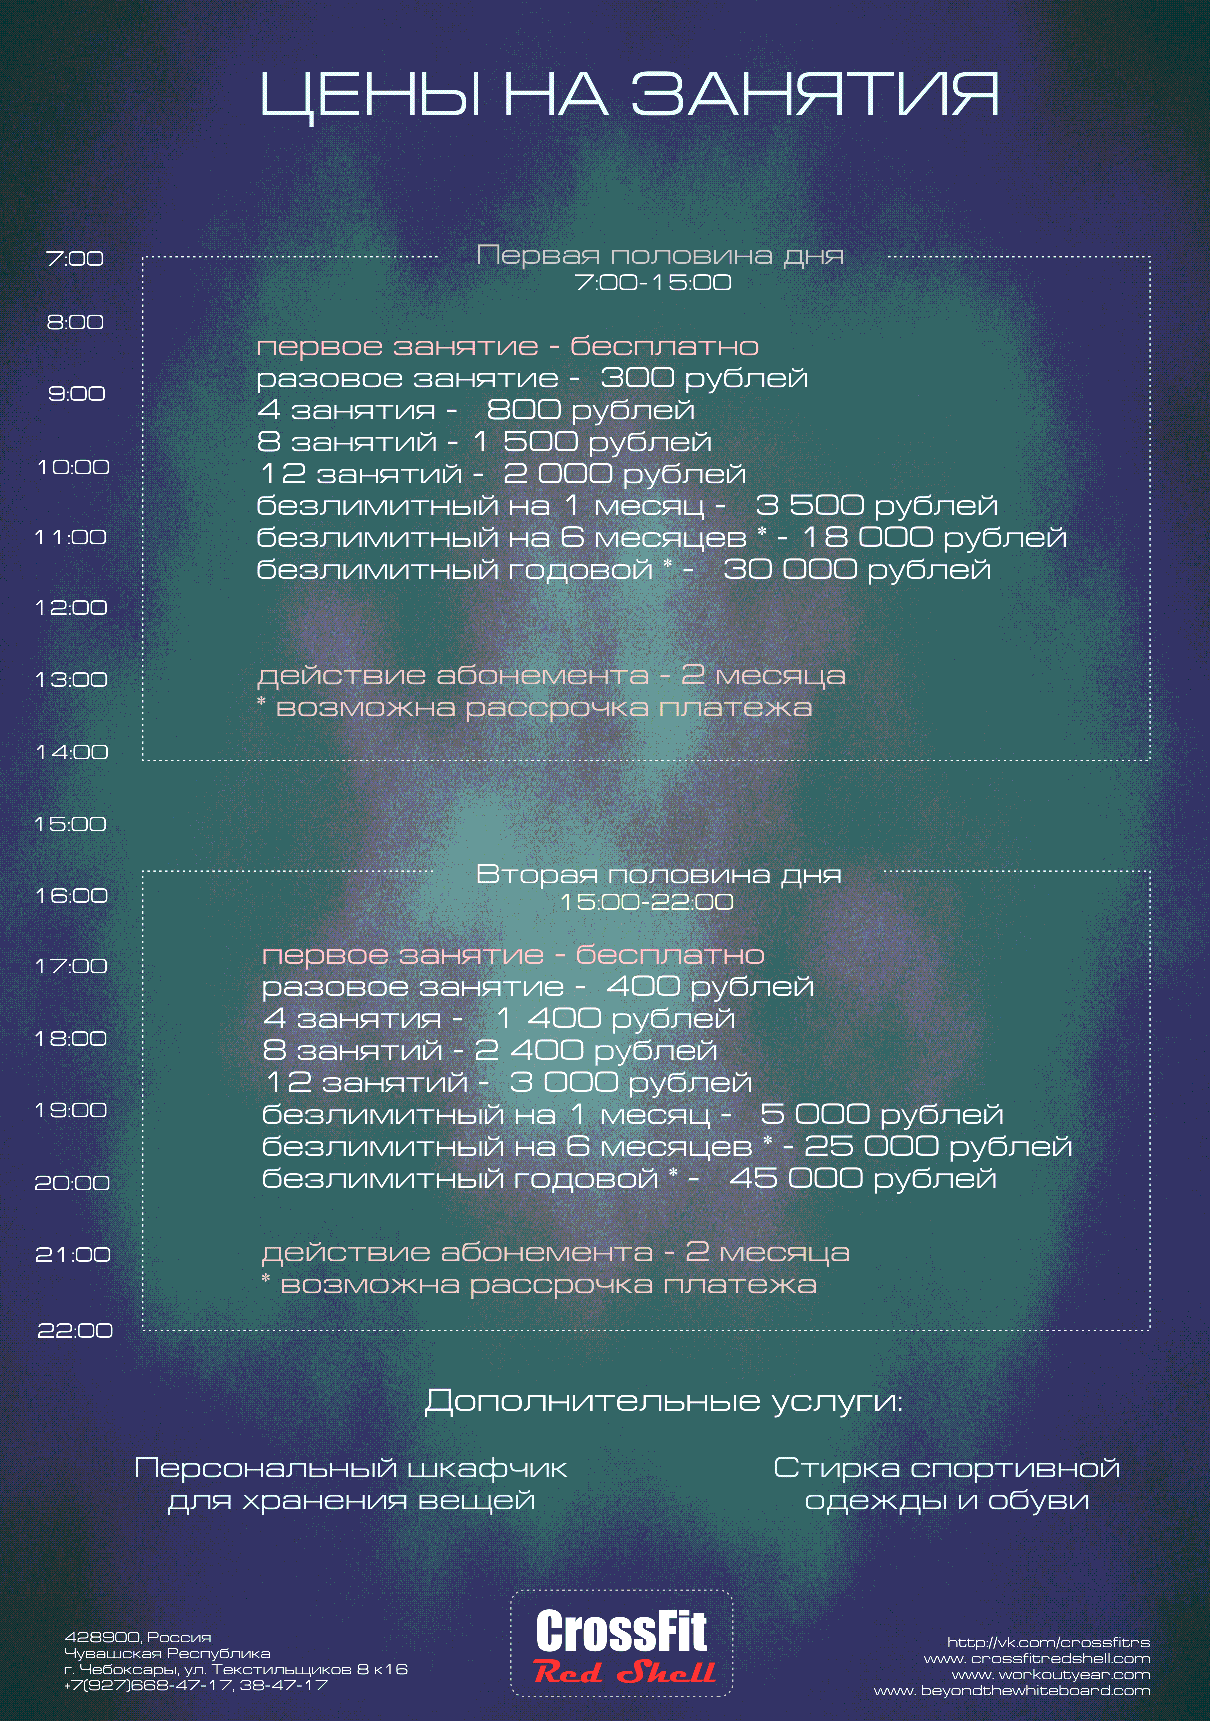 ЦЕНЫ НА ЗАНЯТИЯ
7:00
Первая половина дня
7:00-15:00
8:00
первое занятие - бесплатно
разовое занятие - 300 рублей
9:00
4 занятия - 800 рублей
8 занятий - 1 500 рублей
10:00
12 занятий - 2 000 рублей
безлимитный на 1 месяц - 3 500 рублей
11:00
безлимитный на 6 месяцев * - 18 000 рублей
безлимитный годовой * - 30 000 рублей
12:00
13:00
действие абонемента - 2 месяца
* возможна рассрочка платежа
14:00
15:00
Вторая половина дня
16:00
15:00-22:00
первое занятие - бесплатно
17:00
разовое занятие - 400 рублей
4 занятия - 1 400 рублей
18:00
8 занятий - 2 400 рублей
12 занятий - 3 000 рублей
19:00
безлимитный на 1 месяц - 5 000 рублей
безлимитный на 6 месяцев * - 25 000 рублей
20:00
безлимитный годовой * - 45 000 рублей
21:00
действие абонемента - 2 месяца
* возможна рассрочка платежа
22:00
Дополнительные услуги:
Персональный шкафчик
для хранения вещей
Стирка спортивной
одежды и обуви
428900, Россия
Чувашская Республика
г. Чебоксары, ул. Текстильщиков 8 к16
+7(927)668-47-17, 38-47-17
CrossFit
Red Shell
http://vk.com/crossfitrs
www. crossfitredshell.com
www. workoutyear.com
www. beyondthewhiteboard.com